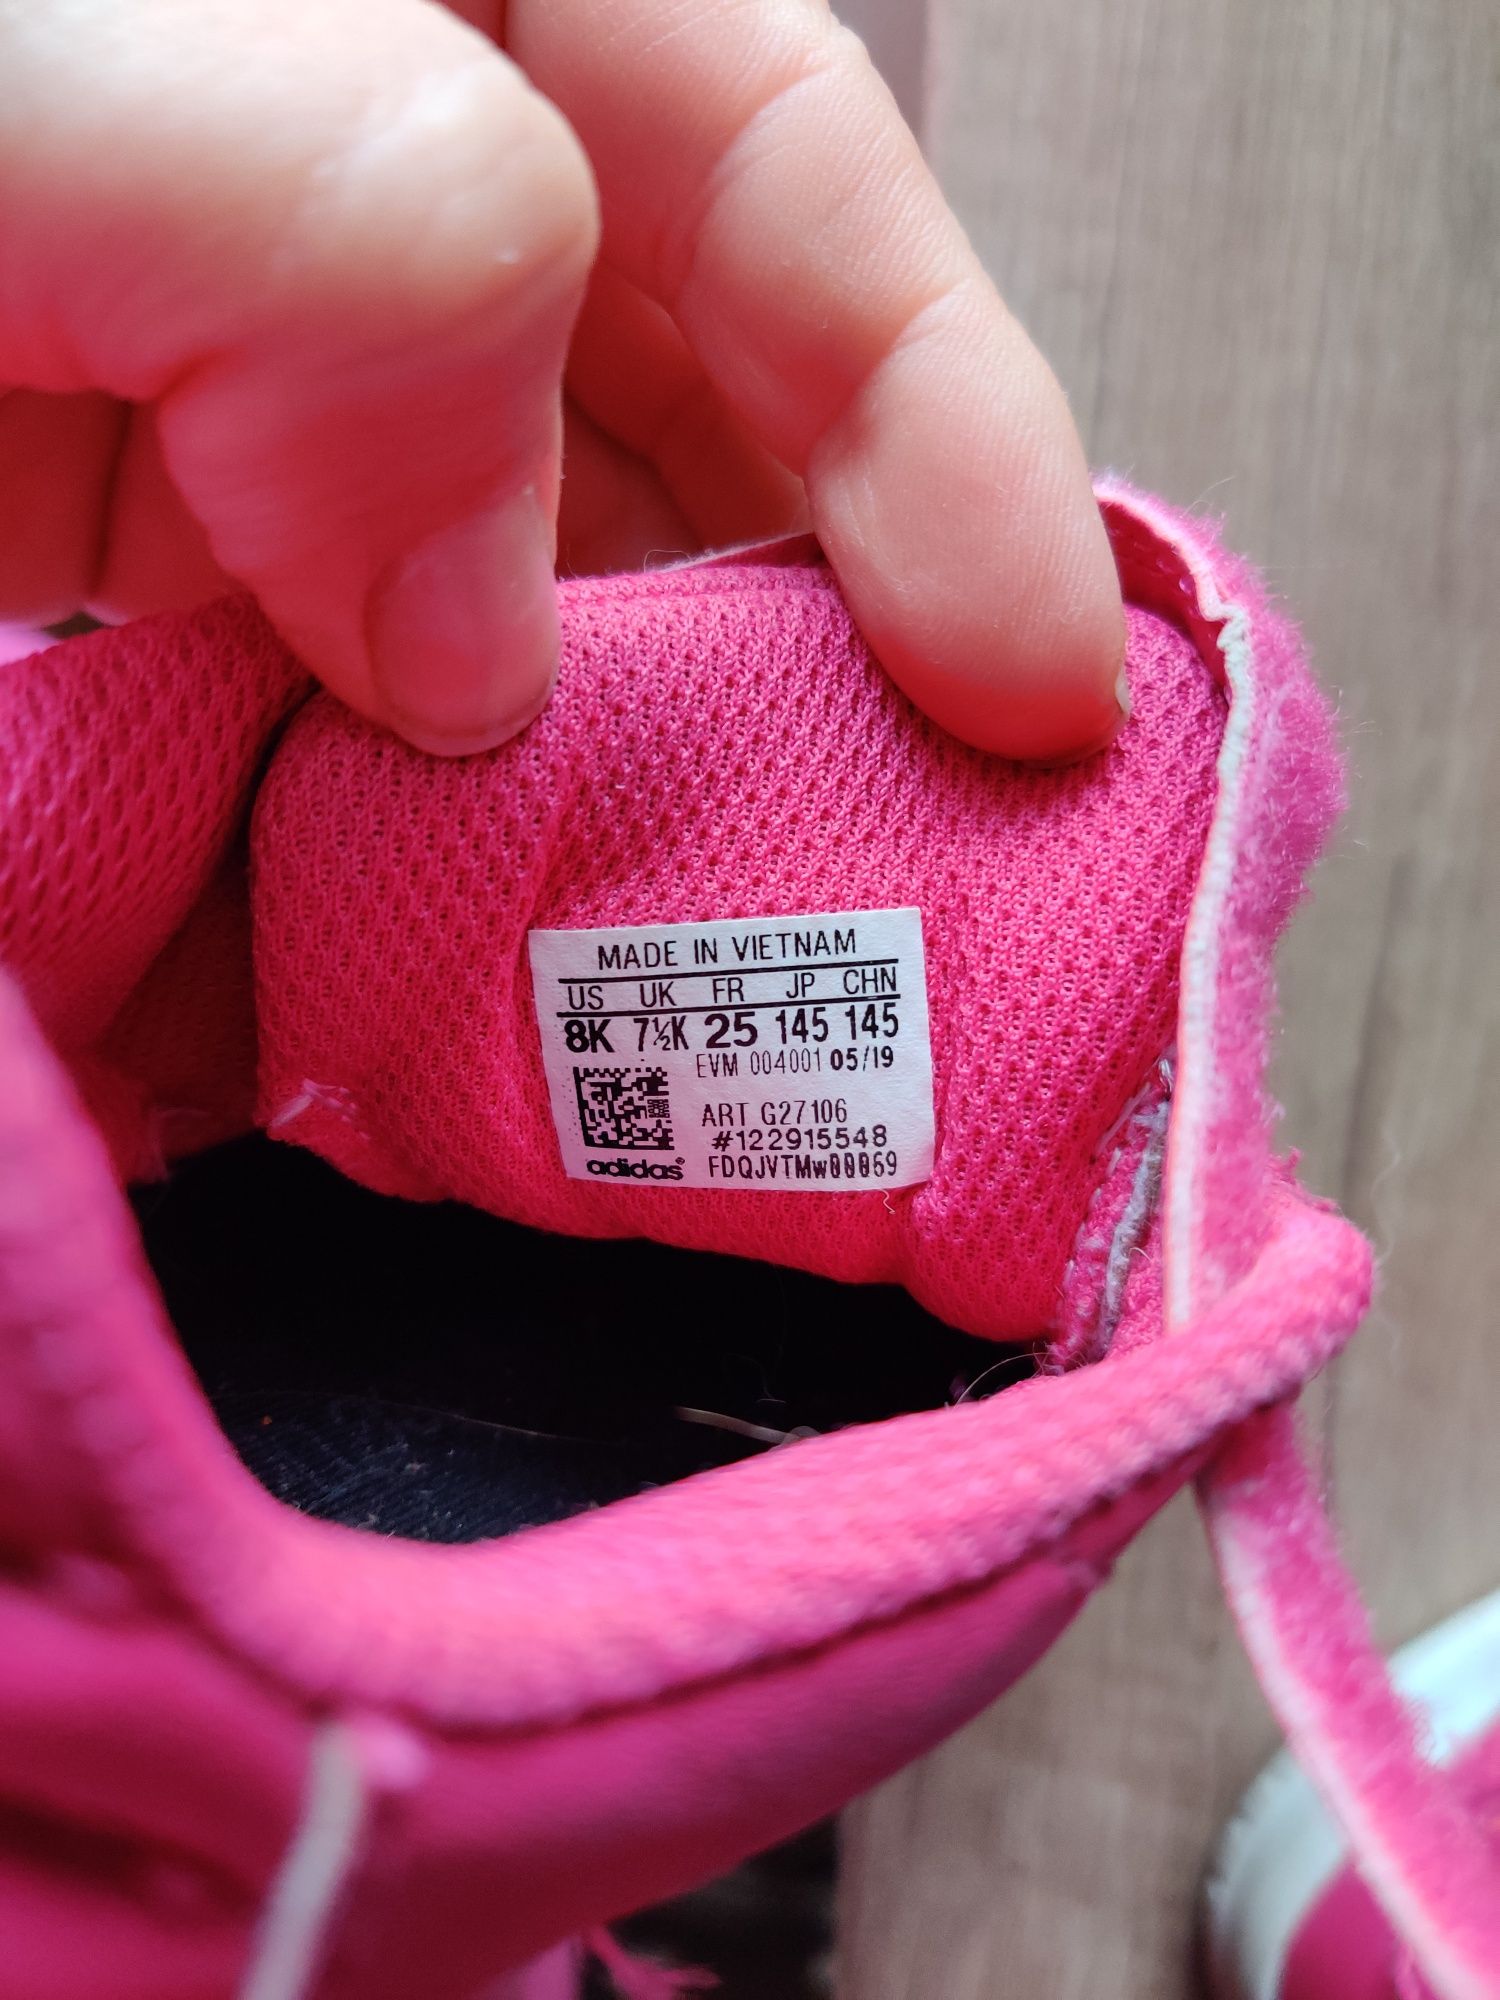 MADE IN VIETNAM
US UK FR JP CHN
8K 7½K 25 145 145
EVM 004001 05/19
ART G27106
#122915548
adidas® FDQJVTMw00069